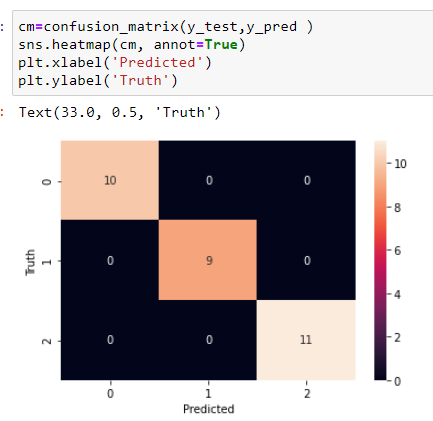 : cm=confusion_matrix(y_test,y_pred )
sns.heatmap(cm, annot=True)
plt.xlabel('Predicted')
plt.ylabel('Truth')
: Text(33.0, 0.5, 'Truth')
0 10 0 0
1 0 9 0
2 0 0 11
Truth
0 1 2
Predicted
10
8
6
4
2
0